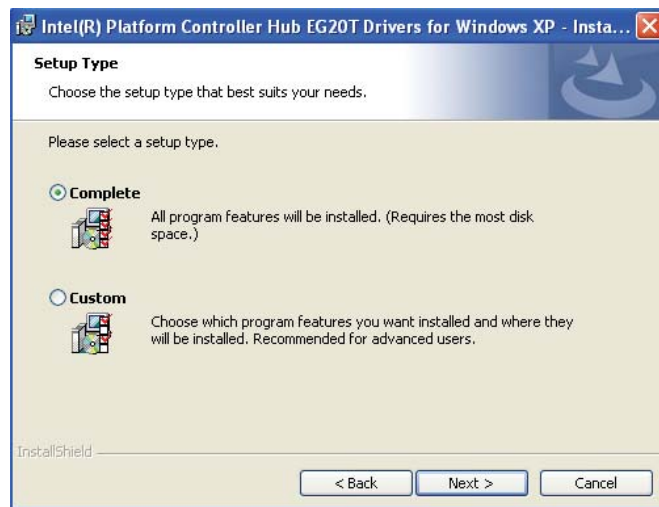 Intel(R) Platform Controller Hub EG20T Drivers for Windows XP - Insta...
Setup Type
Choose the setup type that best suits your needs.
Please select a setup type.
Complete
All program features will be installed. (Requires the most disk
space.)
Custom
Choose which program features you want installed and where they
will be installed. Recommended for advanced users.
InstallShield
< Back
Next >
Cancel